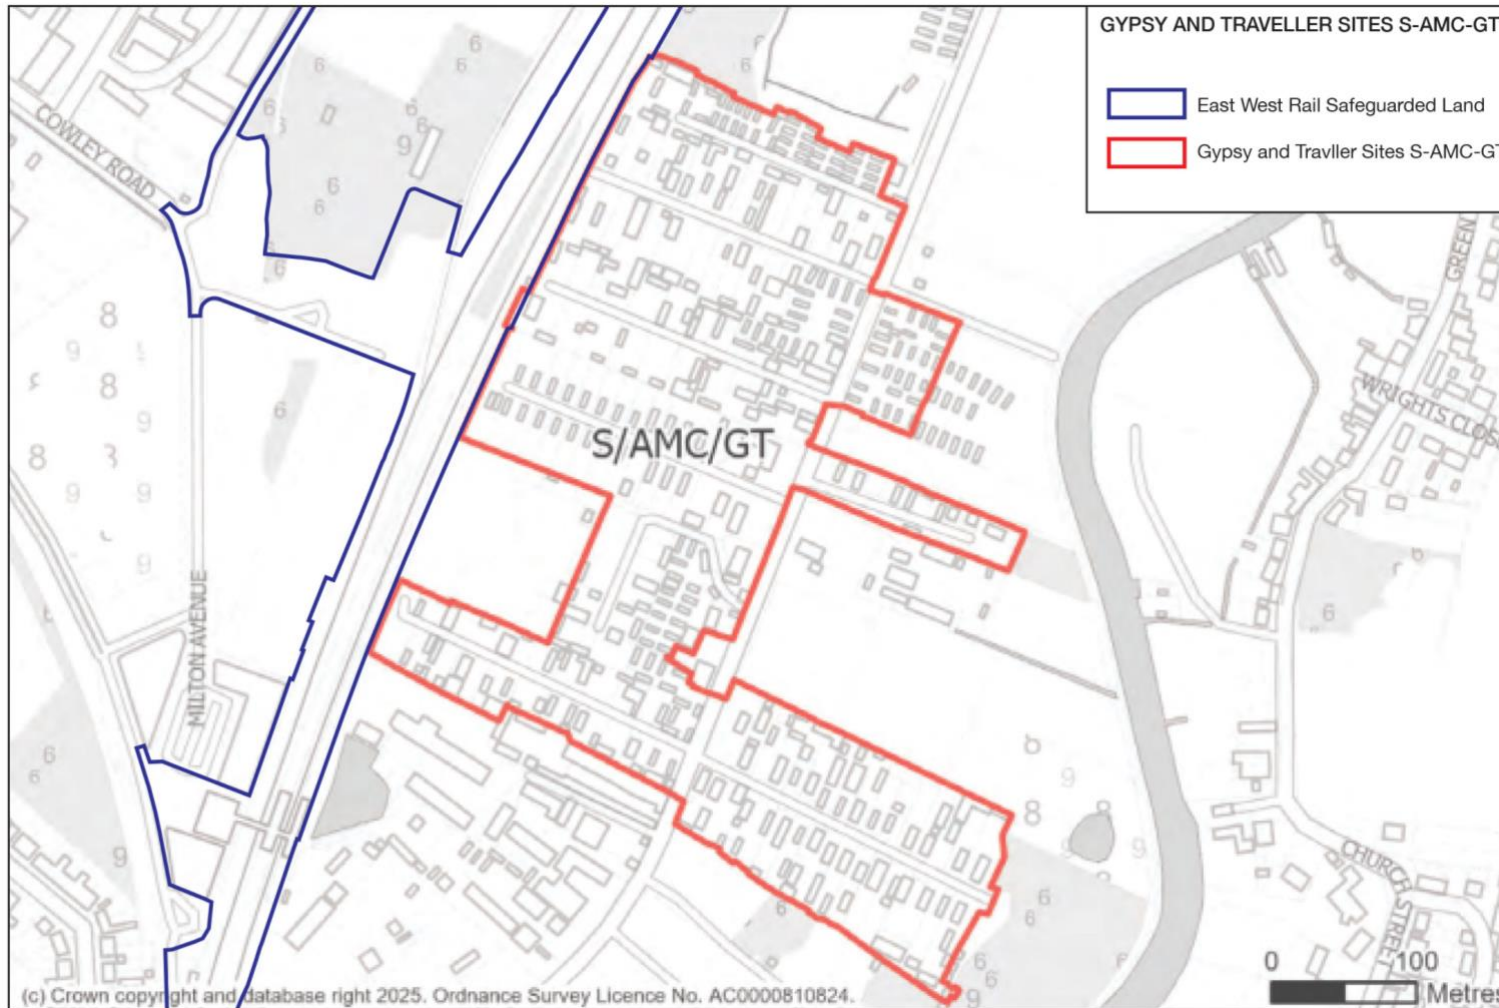 GYPSY AND TRAVELLER SITES S-AMC-GT
East West Rail Safeguarded Land
Gypsy and Travller Sites S-AMC-GT
COWLEY ROAD
GREEN
WRIGHTS CLOS
S/AMC/GT
MILTON AVENUE
CHURCH STREET
0 100
Metres
(c) Crown copyright and database right 2025. Ordnance Survey Licence No. AC0000810824.